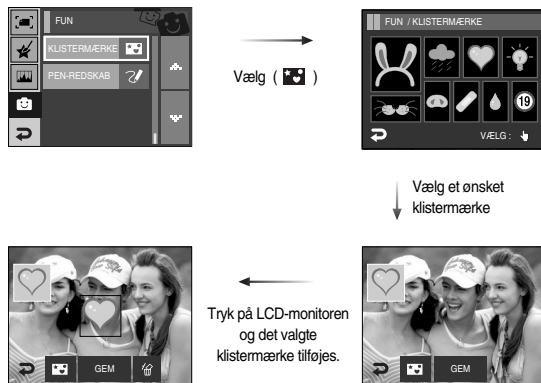 FUN
KLISTERMÆRKE
PEN-REDSKAB
Vælg ( )
FUN / KLISTERMÆRKE
19
VÆLG :
Vælg et ønsket
klistermærke
GEM
Tryk på LCD-monitoren
og det valgte
klistermærke tilføjes.
GEM